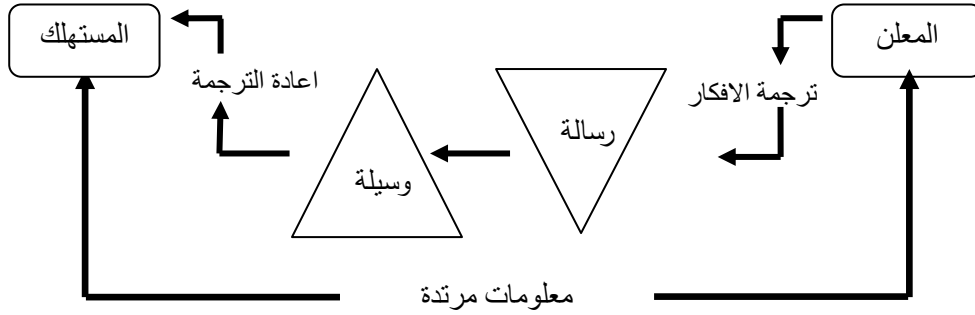 المعلن
المستهلك
ترجمة الافكار
اعادة الترجمة
رسالة
وسيلة
معلومات مرتدة